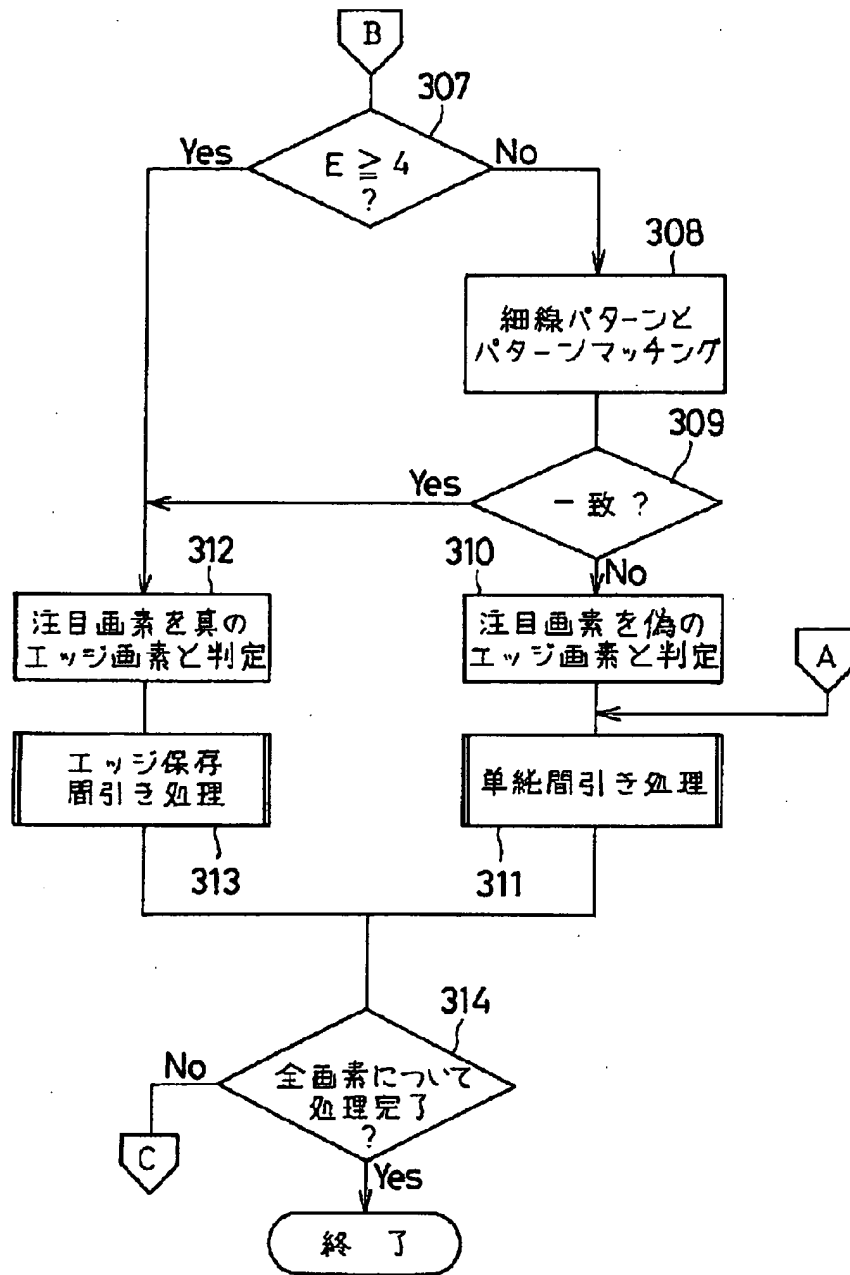 B
307
Yes
E ≧ 4
?
No
308
細線パターンと
パターンマッチング
309
Yes
一致?
No
312
注目画素を真の
エッジ画素と判定
310
注目画素を偽の
エッジ画素と判定
A
エッジ保存
間引き処理
313
単純間引き処理
311
314
No
全画素について
処理完了
?
C
Yes
終了